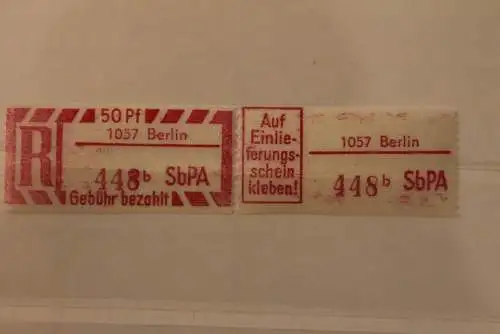 50 Pf
R
1057 Berlin
448b SbPA
Gebühr bezahlt
Auf
Einlie-
ferungs-
schein
kleben!
1057 Berlin
448b SbPA